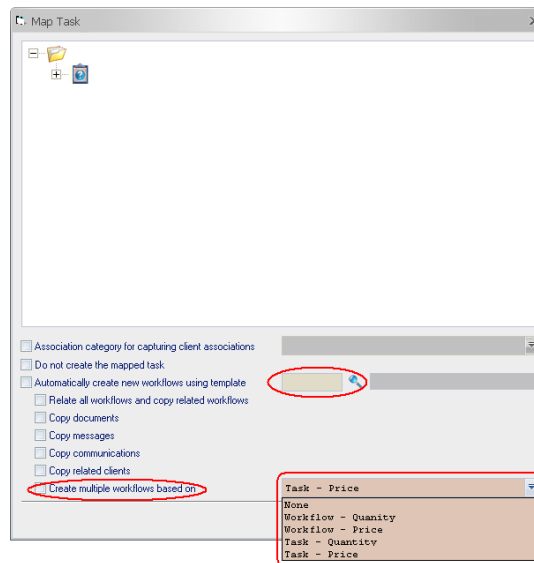 Map Task
Association category for capturing client associations
Do not create the mapped task
Automatically create new workflows using template
Relate all workflows and copy related workflows
Copy documents
Copy messages
Copy communications
Copy related clients
Create multiple workflows based on
Task - Price
None
Workflow - Quanity
Workflow - Price
Task - Quantity
Task - Price